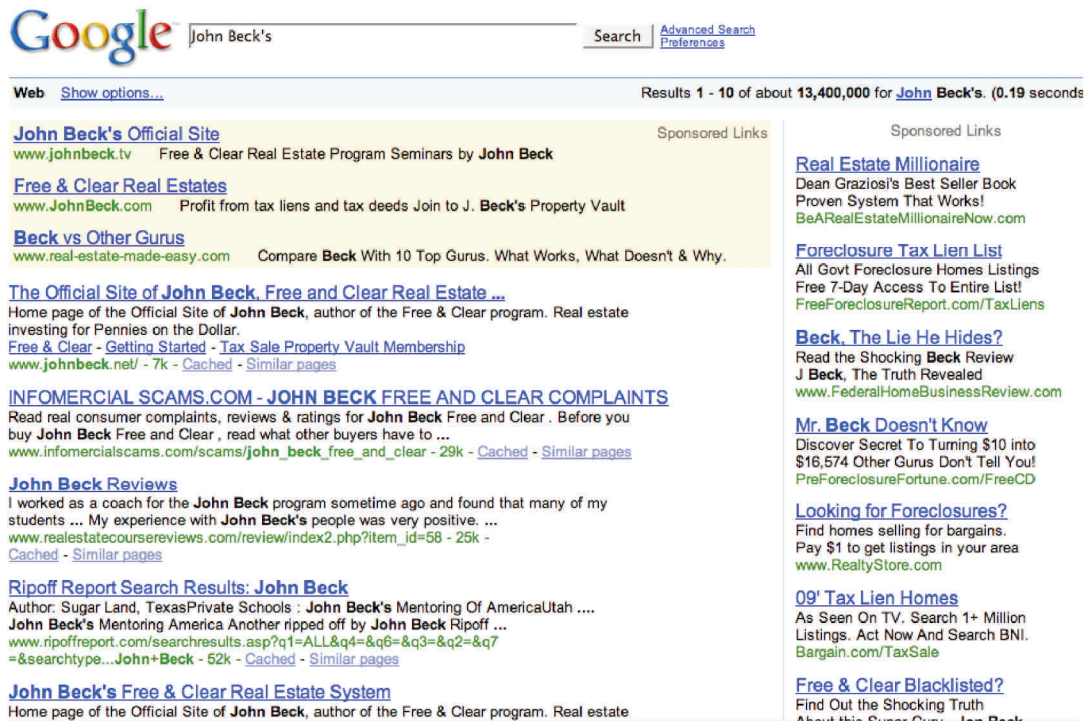 Google
John Beck's
Search
Advanced Search
Preferences
Web Show options...
Results 1 - 10 of about 13,400,000 for John Beck's. (0.19 seconds
John Beck's Official Site
Sponsored Links
www.johnbeck.tv Free & Clear Real Estate Program Seminars by John Beck
Free & Clear Real Estates
www.JohnBeck.com Profit from tax liens and tax deeds Join to J. Beck's Property Vault
Beck vs Other Gurus
www.real-estate-made-easy.com Compare Beck With 10 Top Gurus. What Works, What Doesn't & Why.
The Official Site of John Beck, Free and Clear Real Estate ...
Home page of the Official Site of John Beck, author of the Free & Clear program. Real estate
investing for Pennies on the Dollar.
Free & Clear - Getting Started - Tax Sale Property Vault Membership
www.johnbeck.net/ - 7k - Cached - Similar pages
INFOMERCIAL SCAMS.COM - JOHN BECK FREE AND CLEAR COMPLAINTS
Read real consumer complaints, reviews & ratings for John Beck Free and Clear . Before you
buy John Beck Free and Clear , read what other buyers have to ...
www.infomercialscams.com/scams/john_beck_free_and_clear - 29k - Cached - Similar pages
John Beck Reviews
I worked as a coach for the John Beck program sometime ago and found that many of my
students ... My experience with John Beck's people was very positive. ...
www.realestatecoursereviews.com/review/index2.php?item_id=58 - 25k -
Cached - Similar pages
Ripoff Report Search Results: John Beck
Author: Sugar Land, TexasPrivate Schools : John Beck's Mentoring Of AmericaUtah ....
John Beck's Mentoring America Another ripped off by John Beck Ripoff ...
www.ripoffreport.com/searchresults.asp?q1=ALL&q4=&q6=&q3=&q2=&q7
=&searchtype...John+Beck - 52k - Cached - Similar pages
John Beck's Free & Clear Real Estate System
Home page of the Official Site of John Beck, author of the Free & Clear program. Real estate
Sponsored Links
Real Estate Millionaire
Dean Graziosi's Best Seller Book
Proven System That Works!
BeARealEstateMillionaireNow.com
Foreclosure Tax Lien List
All Govt Foreclosure Homes Listings
Free 7-Day Access To Entire List!
FreeForeclosureReport.com/TaxLiens
Beck, The Lie He Hides?
Read the Shocking Beck Review
J Beck, The Truth Revealed
www.FederalHomeBusinessReview.com
Mr. Beck Doesn't Know
Discover Secret To Turning $10 into
$16,574 Other Gurus Don't Tell You!
PreForeclosureFortune.com/FreeCD
Looking for Foreclosures?
Find homes selling for bargains.
Pay $1 to get listings in your area
www.RealtyStore.com
09' Tax Lien Homes
As Seen On TV. Search 1+ Million
Listings. Act Now And Search BNI.
Bargain.com/TaxSale
Free & Clear Blacklisted?
Find Out the Shocking Truth
About this Super Guru - Jon Beck